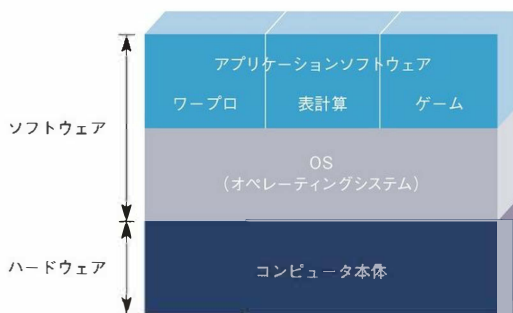 アプリケーションソフトウェア
ワープロ 表計算 ゲーム
ソフトウェア
OS
(オペレーティングシステム)
ハードウェア
コンピュータ本体